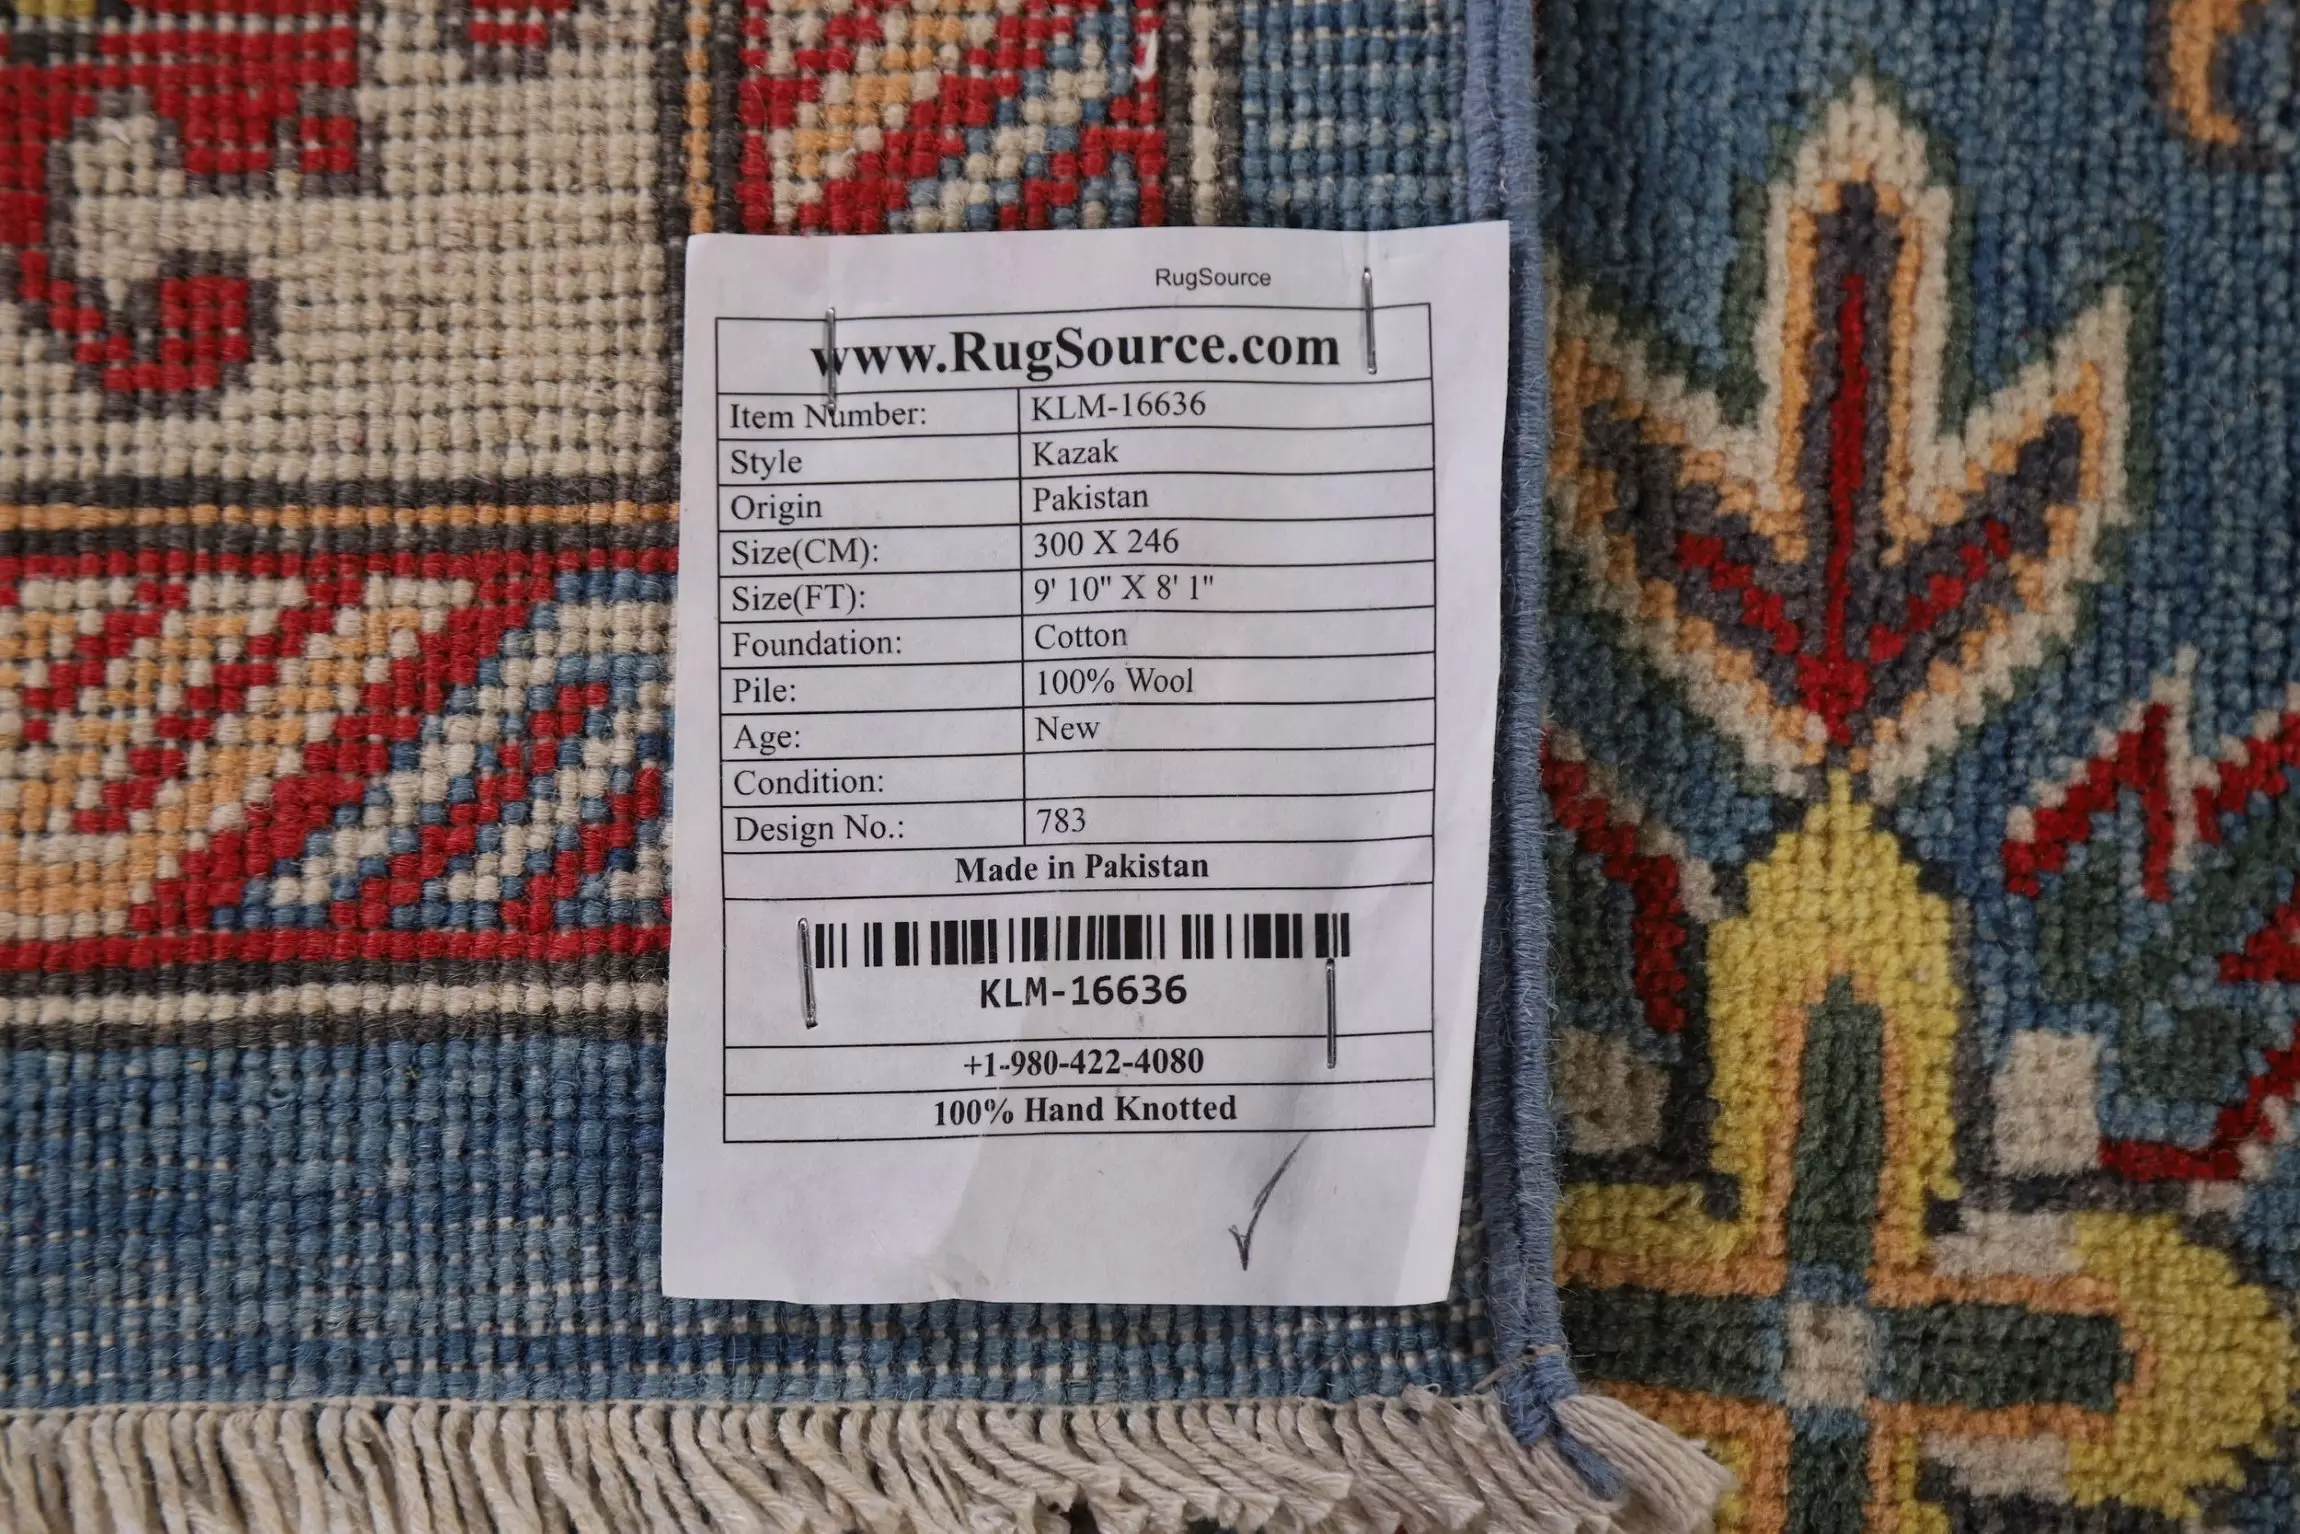 RugSource
www.RugSource.com
Item Number: KLM-16636
Style Kazak
Origin Pakistan
Size(CM): 300 X 246
Size(FT): 9' 10" X 8' 1"
Foundation: Cotton
Pile: 100% Wool
Age: New
Condition:
Design No.: 783
Made in Pakistan
KLM-16636
+1-980-422-4080
100% Hand Knotted